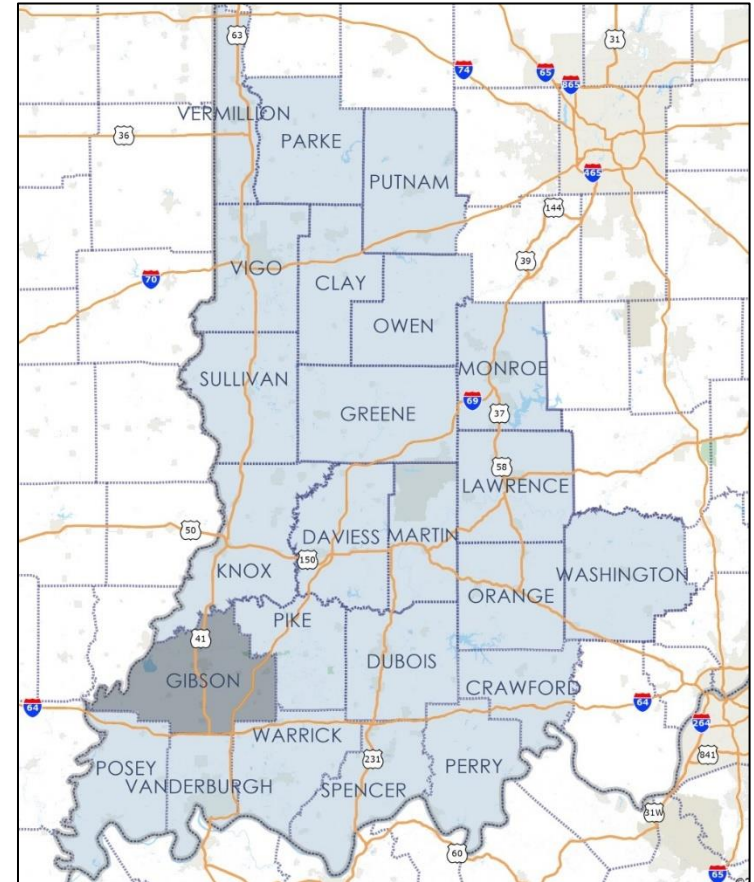 63
31
74
65
865
VERMILLION
36
PARKE
465
PUTNAM
144
39
VIGO
70
CLAY
OWEN
MONROE
SULLIVAN
GREENE
69
37
58
LAWRENCE
50
DAVIESS
MARTIN
150
KNOX
WASHINGTON
ORANGE
PIKE
41
DUBOIS
GIBSON
CRAWFORD
64
64
264
WARRICK
POSEY
VANDERBURGH
231
PERRY
841
SPENCER
31W
60
65